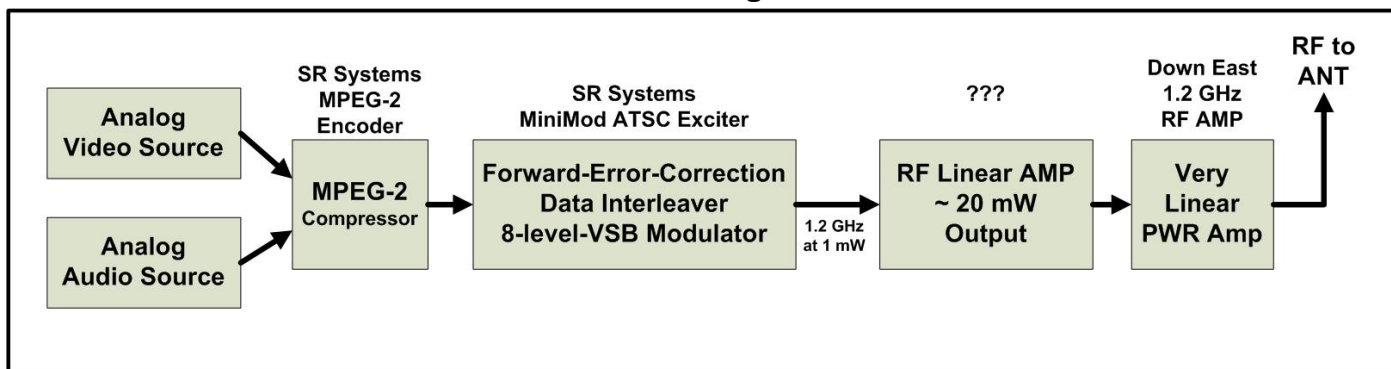 Analog
Video Source
Analog
Audio Source
SR Systems
MPEG-2
Encoder
MPEG-2
Compressor
SR Systems
MiniMod ATSC Exciter
Forward-Error-Correction
Data Interleaver
8-level-VSB Modulator
1.2 GHz
at 1 mW
???
RF Linear AMP
~ 20 mW
Output
Down East
1.2 GHz
RF AMP
Very
Linear
PWR Amp
RF to
ANT